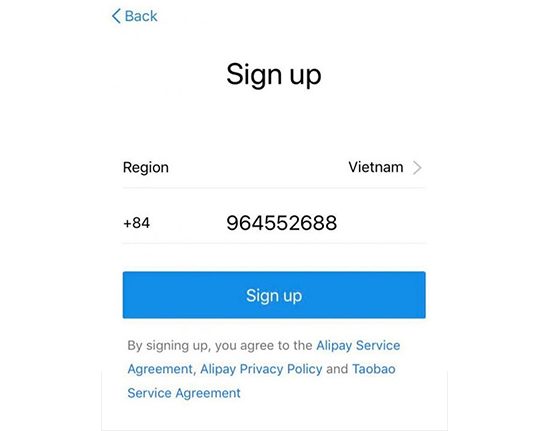 Back
Sign up
Region Vietnam
+84 964552688
Sign up
By signing up, you agree to the Alipay Service
Agreement, Alipay Privacy Policy and Taobao
Service Agreement